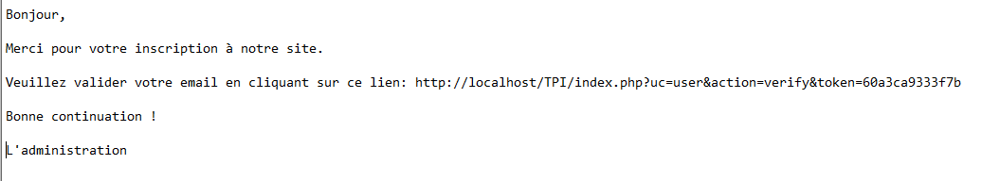 Bonjour,
Merci pour votre inscription à notre site.
Veuillez valider votre email en cliquant sur ce lien: http://localhost/TPI/index.php?uc=user&action=verify&token=60a3ca9333f7b
Bonne continuation !
L'administration